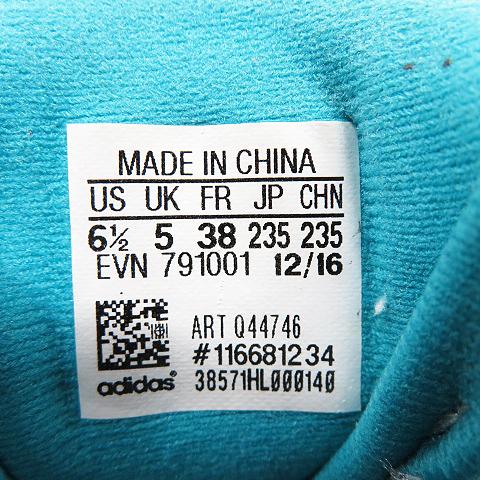 MADE IN CHINA
US UK FR JP CHN
6½ 5 38 235 235
EVN 791001 12/16
ART Q44746
#116681234
adidas® 38571HL000140